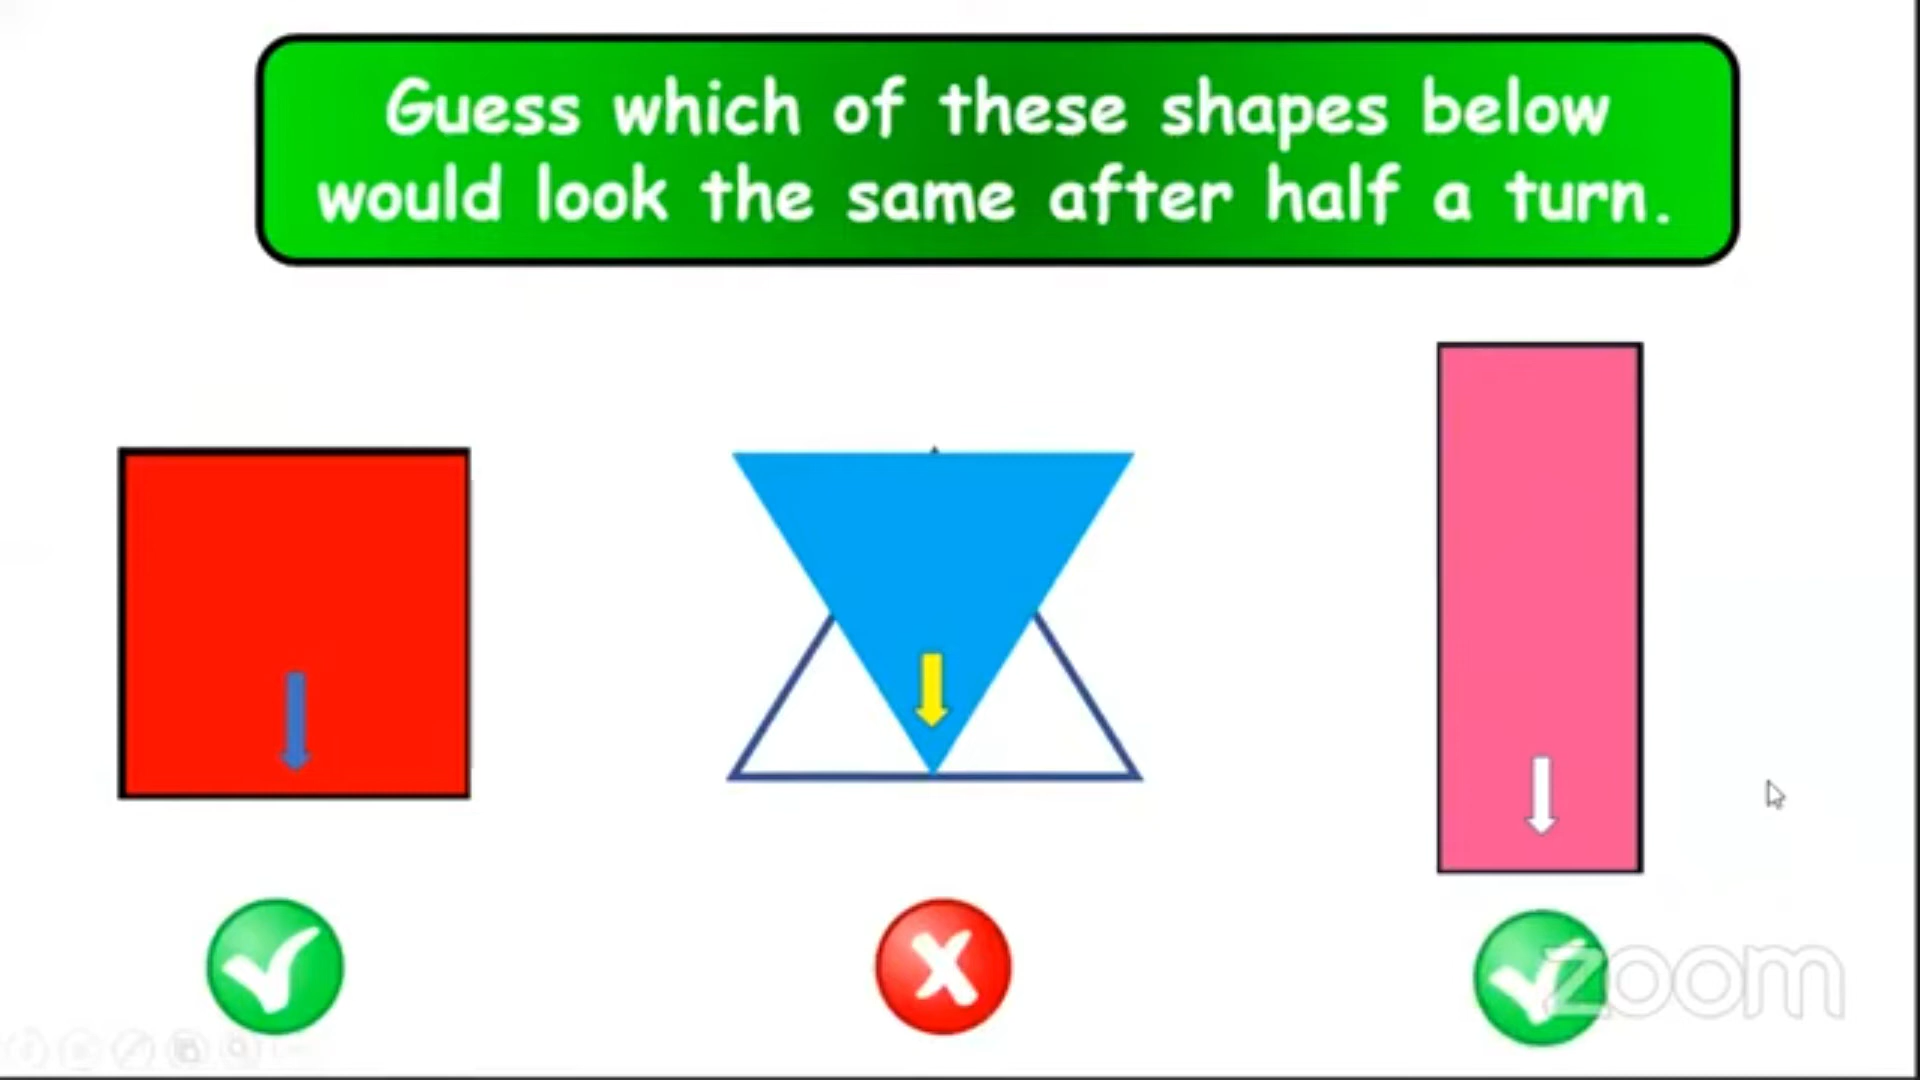 Guess which of these shapes below
would look the same after half a turn.
zoom